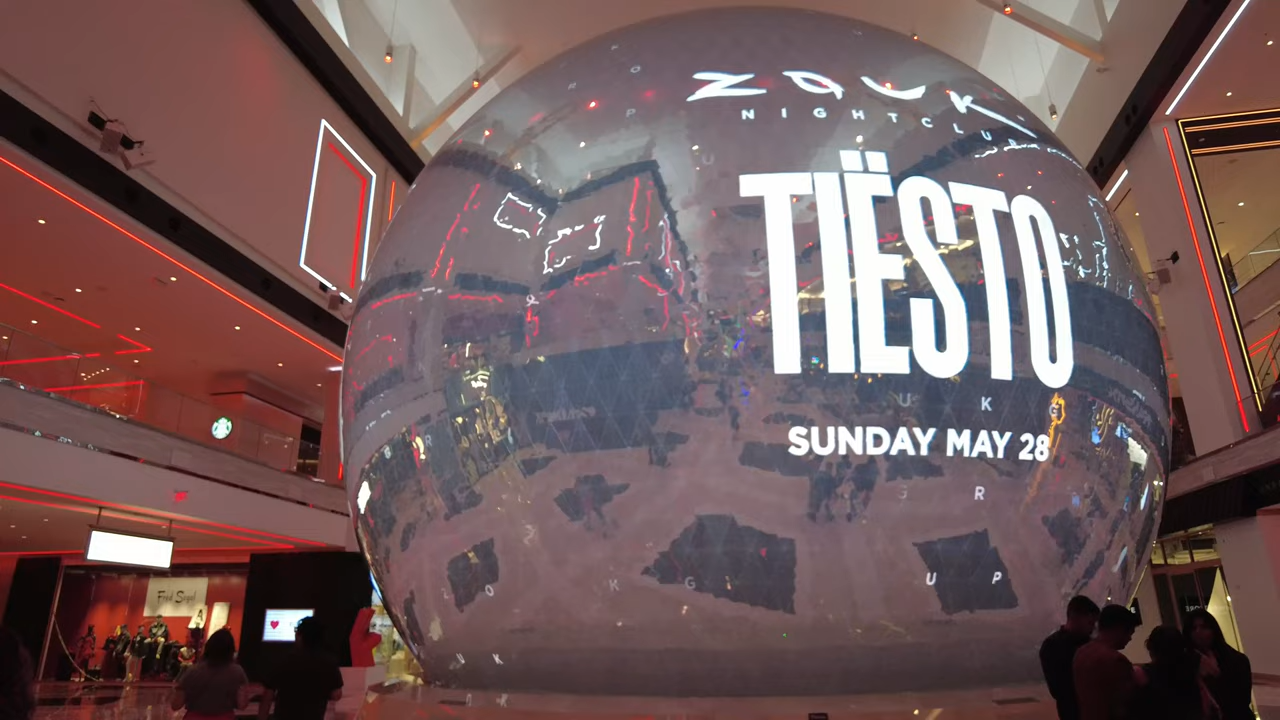 ZOUK
NIGHTCLUB
TIËSTO
SUNDAY MAY 28
U K
R
K G
U P
Fred Segal